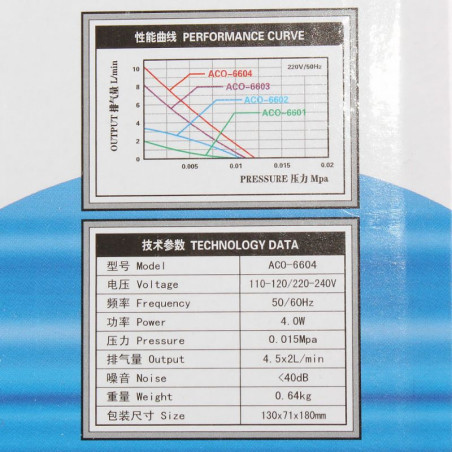 性能曲线 PERFORMANCE CURVE
OUTPUT 排气量 L/min
220V/50Hz
10
8
6
4
2
0
ACO-6604
ACO-6603
ACO-6602
ACO-6601
0.005 0.01 0.015 0.02
PRESSURE 压力 Mpa
技术参数 TECHNOLOGY DATA
型号 Model ACO-6604
电压 Voltage 110-120/220-240V
频率 Frequency 50/60Hz
功率 Power 4.0W
压力 Pressure 0.015Mpa
排气量 Output 4.5x2L/min
噪音 Noise <40dB
重量 Weight 0.64kg
包装尺寸 Size 130x71x180mm